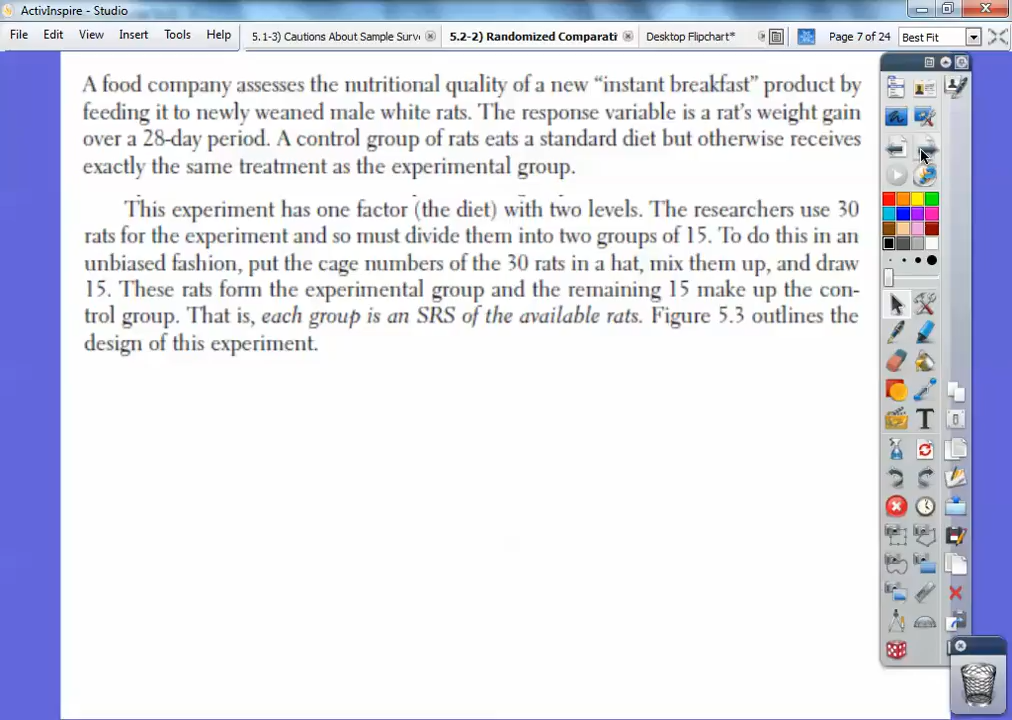 ActivInspire - Studio
File Edit View Insert Tools Help
5.1-3) Cautions About Sample Surv
5.2-2) Randomized Comparati
Desktop Flipchart*
Page 7 of 24
Best Fit
A food company assesses the nutritional quality of a new “instant breakfast” product by
feeding it to newly weaned male white rats. The response variable is a rat’s weight gain
over a 28-day period. A control group of rats eats a standard diet but otherwise receives
exactly the same treatment as the experimental group.
This experiment has one factor (the diet) with two levels. The researchers use 30
rats for the experiment and so must divide them into two groups of 15. To do this in an
unbiased fashion, put the cage numbers of the 30 rats in a hat, mix them up, and draw
15. These rats form the experimental group and the remaining 15 make up the con-
trol group. That is, each group is an SRS of the available rats. Figure 5.3 outlines the
design of this experiment.